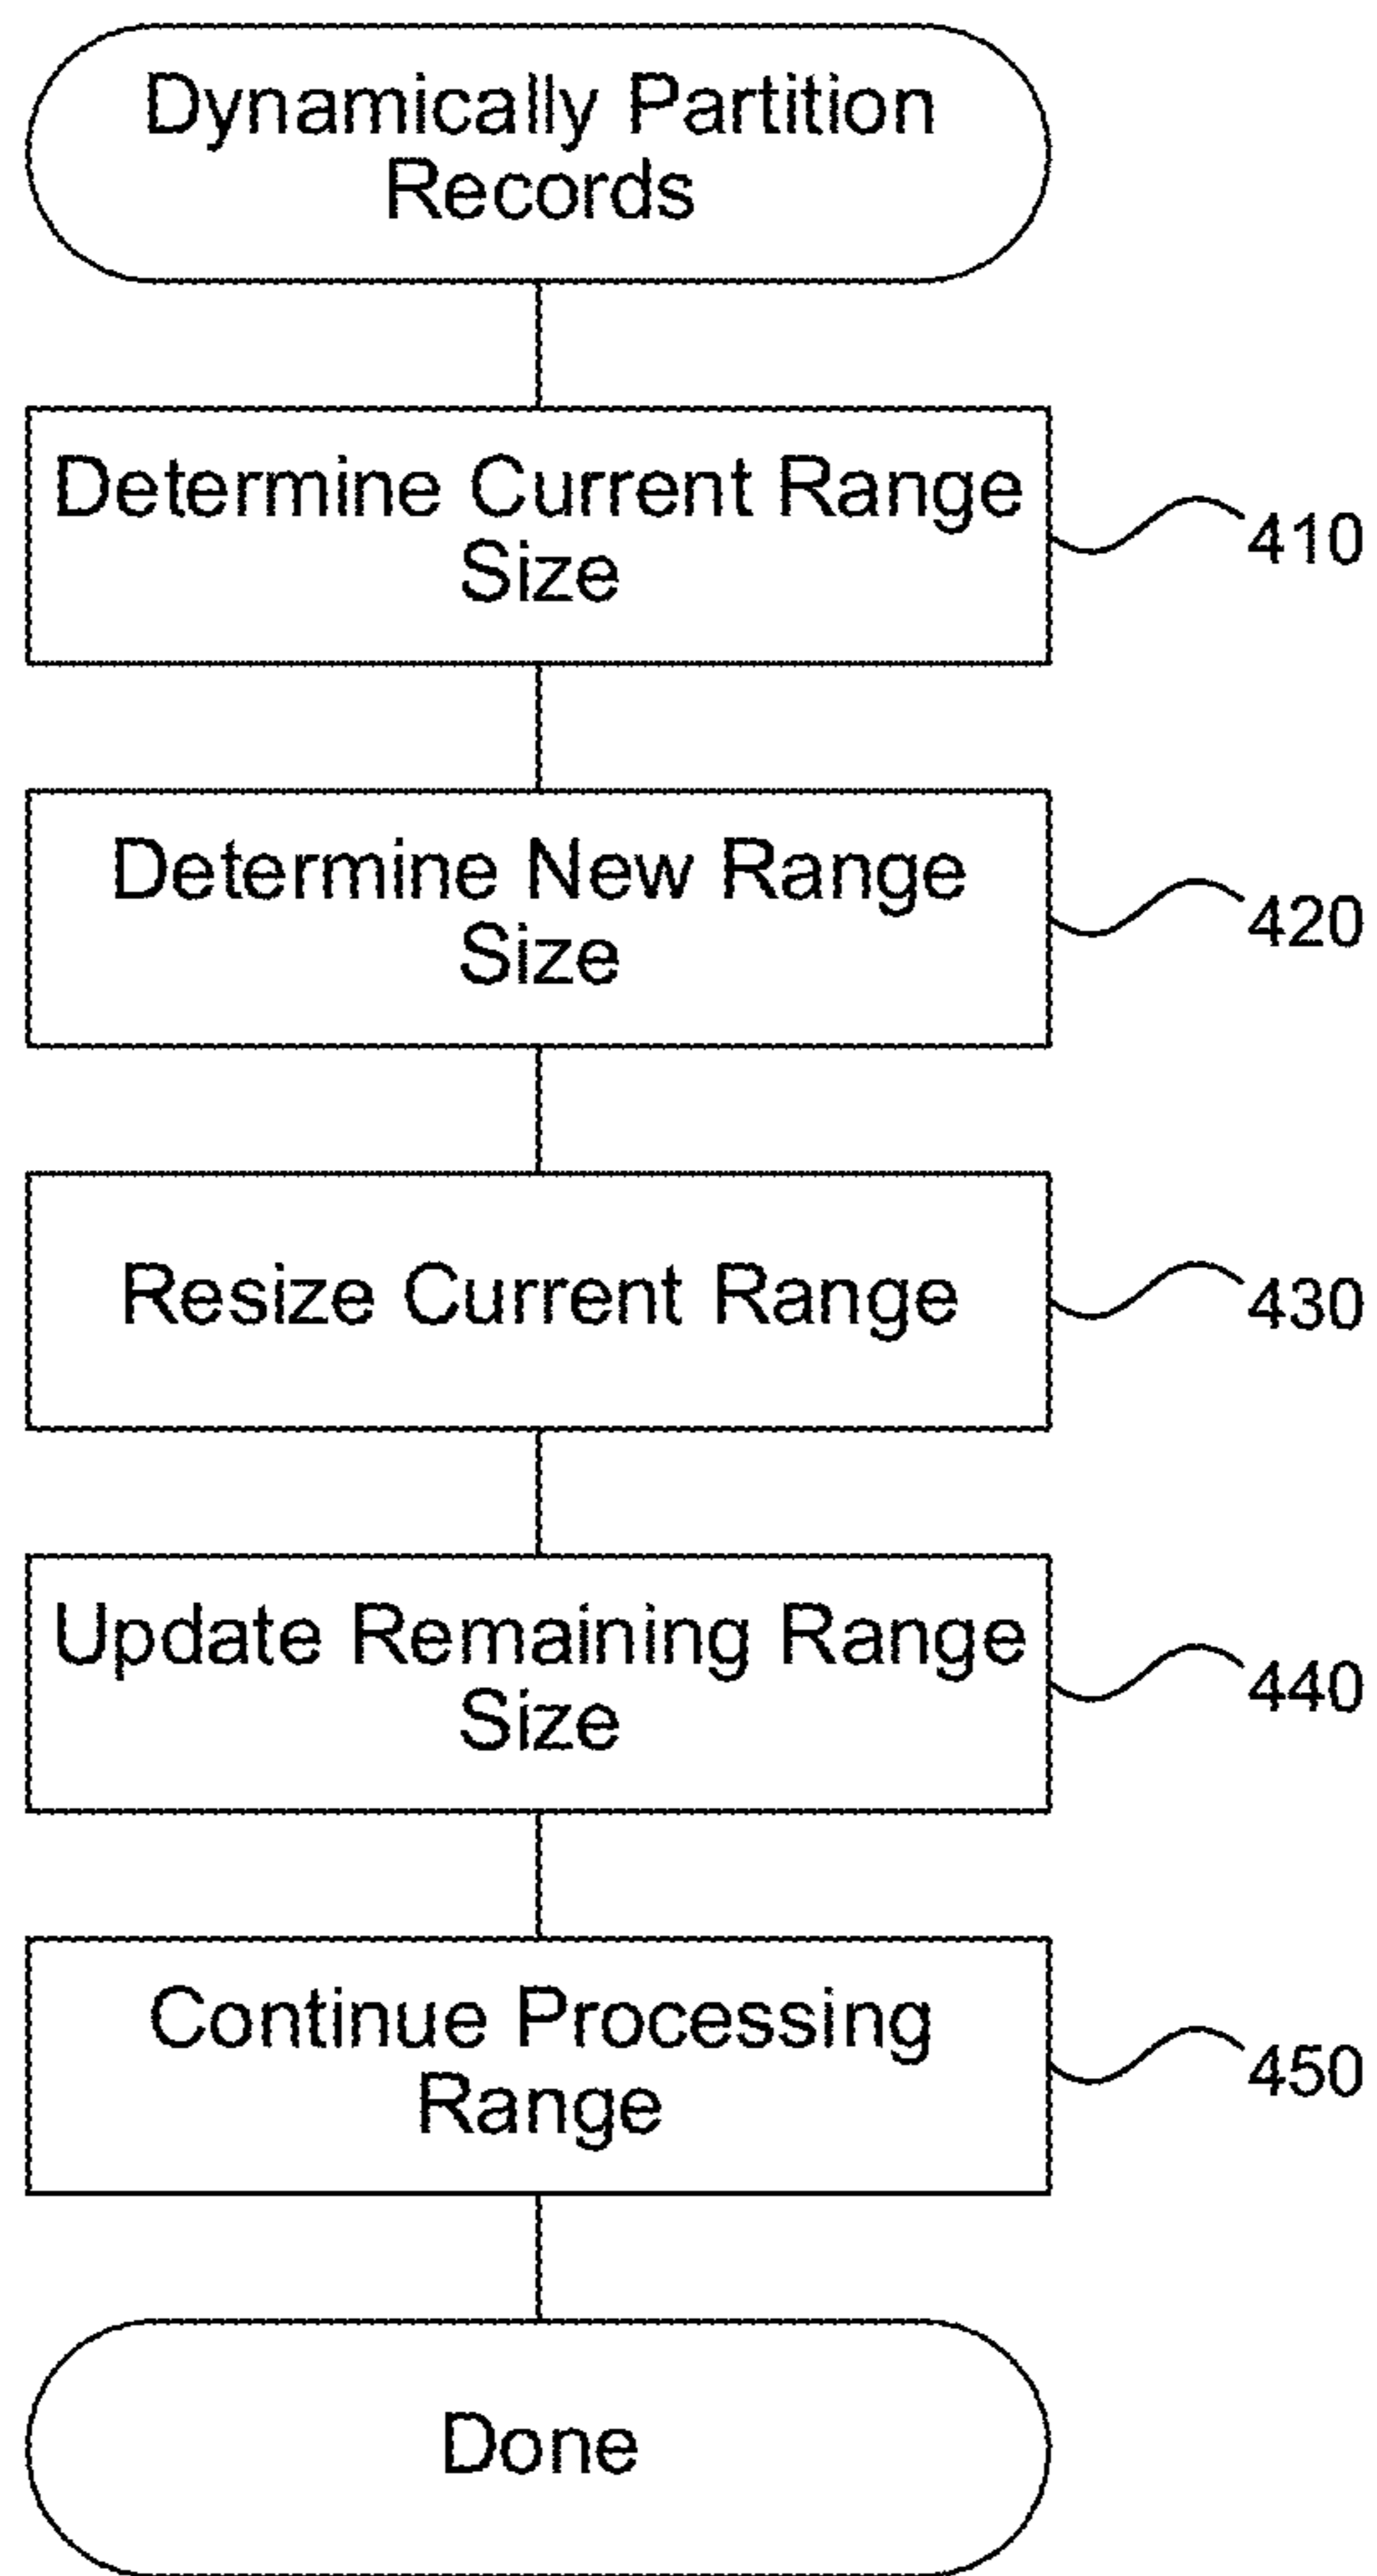 Dynamically Partition
Records
Determine Current Range
Size
410
Determine New Range
Size
420
Resize Current Range
430
Update Remaining Range
Size
440
Continue Processing
Range
450
Done